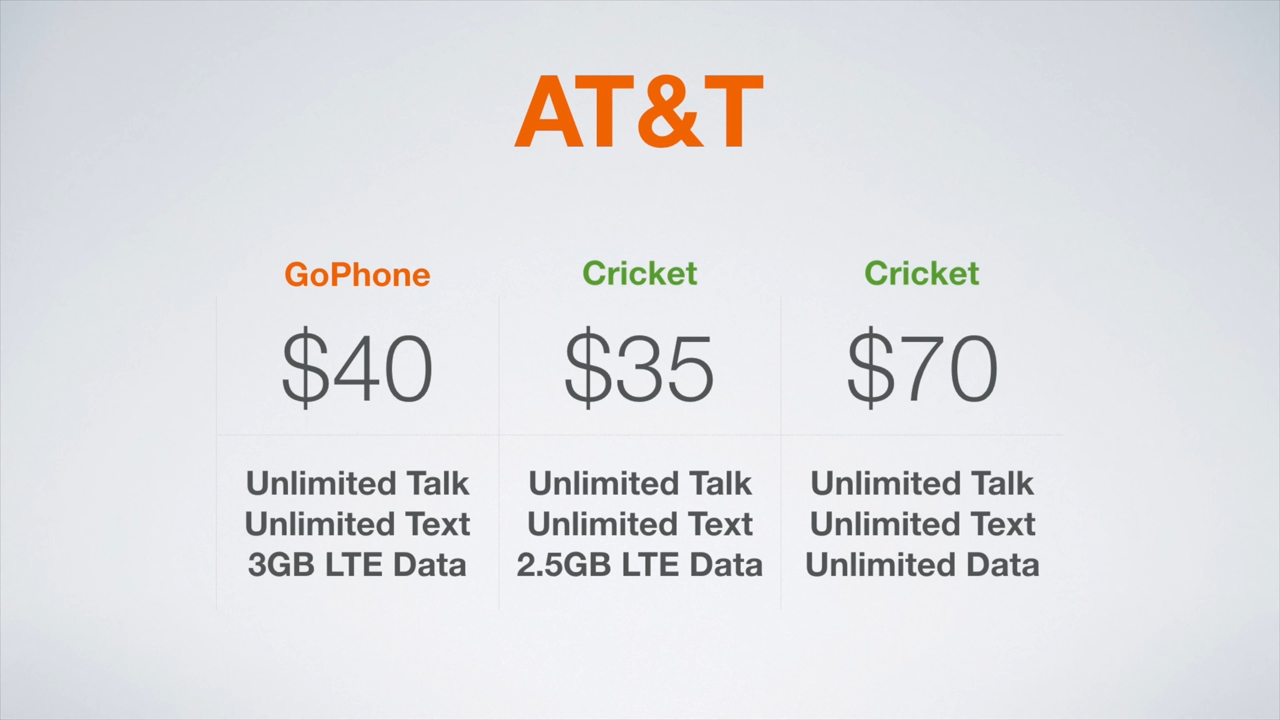 AT&T
GoPhone
$40
Unlimited Talk
Unlimited Text
3GB LTE Data
Cricket
$35
Unlimited Talk
Unlimited Text
2.5GB LTE Data
Cricket
$70
Unlimited Talk
Unlimited Text
Unlimited Data